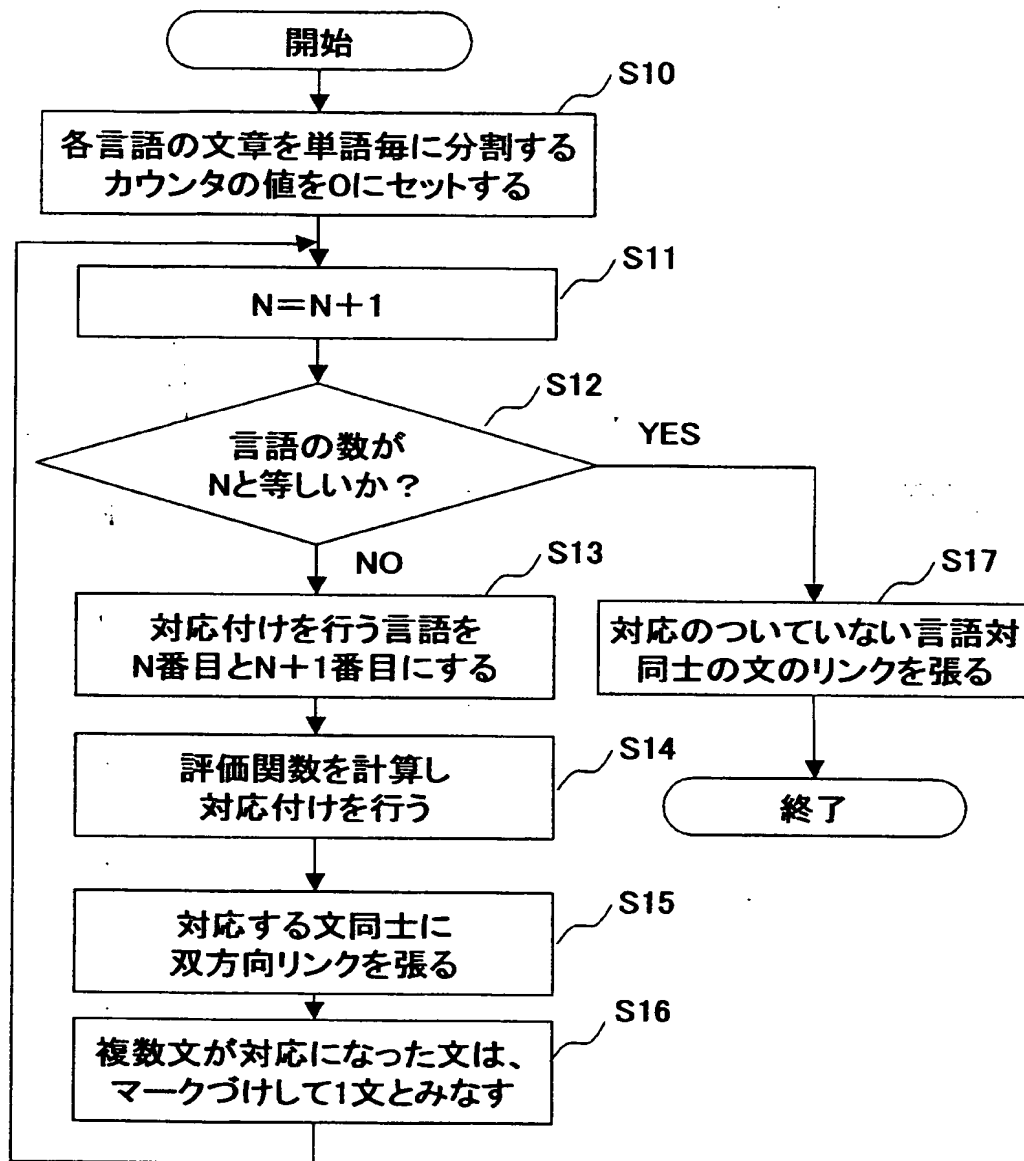 開始
S10
各言語の文章を単語毎に分割する
カウンタの値を0にセットする
S11
N=N+1
S12
言語の数が
Nと等しいか？
YES
NO
S13
対応付けを行う言語を
N番目とN+1番目にする
S17
対応のついていない言語対
同士の文のリンクを張る
S14
評価関数を計算し
対応付けを行う
終了
S15
対応する文同士に
双方向リンクを張る
S16
複数文が対応になった文は、
マークづけして1文とみなす